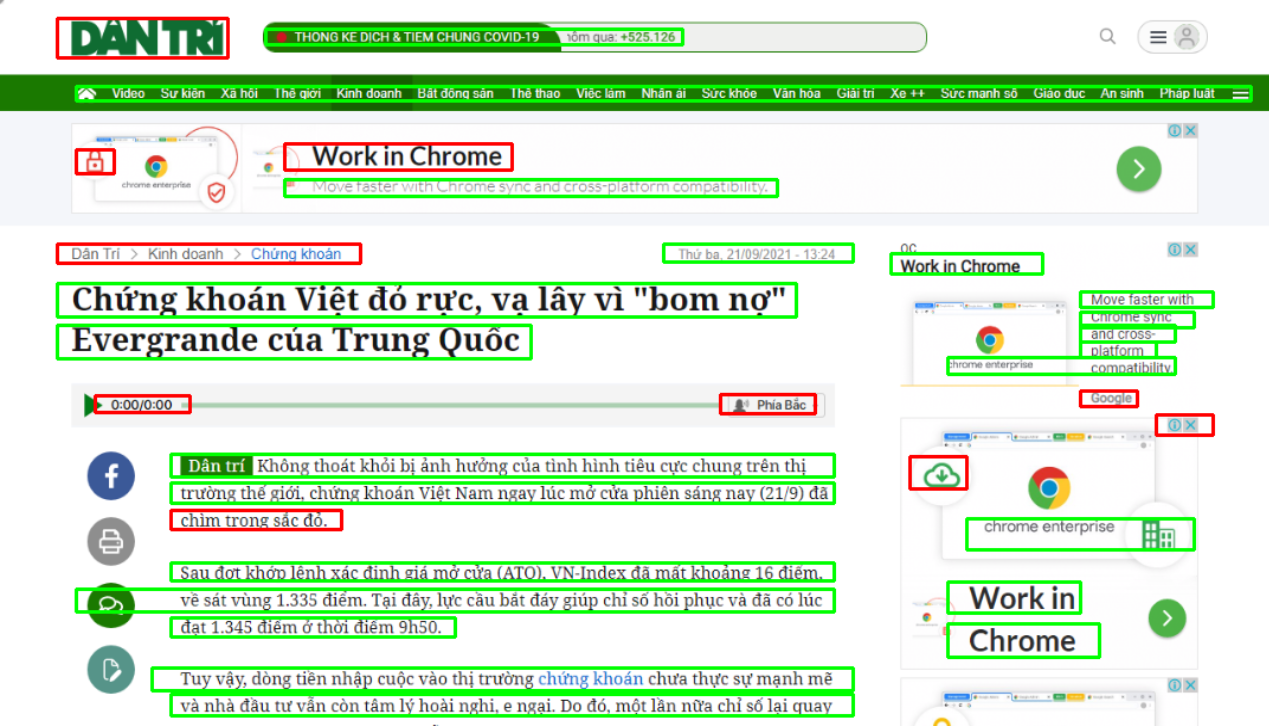 DÂN TRÍ
THỐNG KÊ DỊCH & TIÊM CHỦNG COVID-19 hôm qua: +525.126
Video Sự kiện Xã hội Thế giới Kinh doanh Bất động sản Thể thao Việc làm Nhân ái Sức khỏe Văn hóa Giải trí Xe ++ Sức mạnh số Giáo dục An sinh Pháp luật
chrome enterprise
Work in Chrome
Move faster with Chrome sync and cross-platform compatibility.
Dân Trí > Kinh doanh > Chứng khoán
Thứ ba, 21/09/2021 - 13:24
Chứng khoán Việt đỏ rực, vạ lây vì "bom nợ"
Evergrande của Trung Quốc
0:00/0:00
Phía Bắc
Dân trí Không thoát khỏi bị ảnh hưởng của tình hình tiêu cực chung trên thị
trường thế giới, chứng khoán Việt Nam ngay lúc mở cửa phiên sáng nay (21/9) đã
chìm trong sắc đỏ.
Sau đợt khớp lệnh xác định giá mở cửa (ATO), VN-Index đã mất khoảng 16 điểm,
về sát vùng 1.335 điểm. Tại đây, lực cầu bắt đáy giúp chỉ số hồi phục và đã có lúc
đạt 1.345 điểm ở thời điểm 9h50.
Tuy vậy, dòng tiền nhập cuộc vào thị trường chứng khoán chưa thực sự mạnh mẽ
và nhà đầu tư vẫn còn tâm lý hoài nghi, e ngại. Do đó, một lần nữa chỉ số lại quay
QC
Work in Chrome
chrome enterprise
Move faster with
Chrome sync
and cross-
platform
compatibility.
Google
chrome enterprise
Work in
Chrome